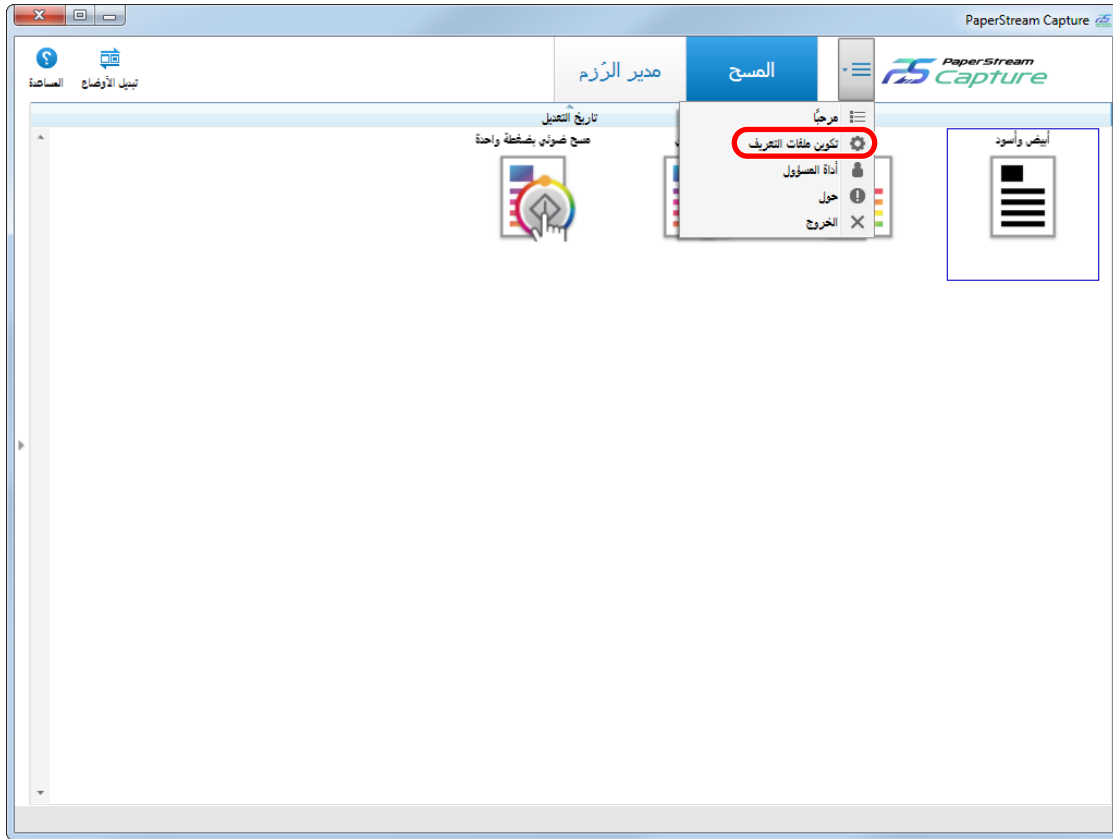 PaperStream Capture
PaperStream
Capture
المسح
مدير الرُزم
تبديل الأوضاع
المساعدة
تاريخ التعديل
مرحبًا
تكوين ملفات التعريف
أداة المسؤول
حول
الخروج
أبيض وأسود
مسح ضوئي بضغطة واحدة